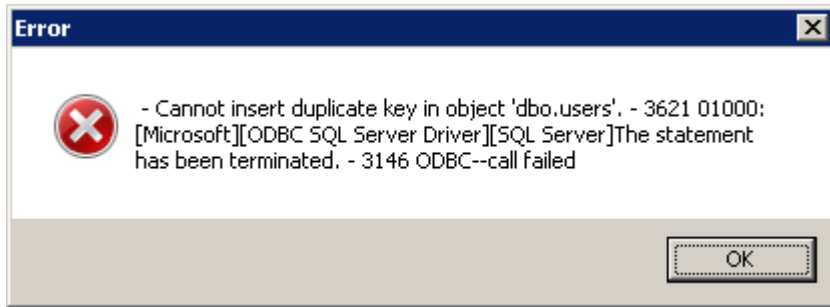 Error
- Cannot insert duplicate key in object 'dbo.users'. - 3621 01000:
[Microsoft][ODBC SQL Server Driver][SQL Server]The statement
has been terminated. - 3146 ODBC--call failed
OK